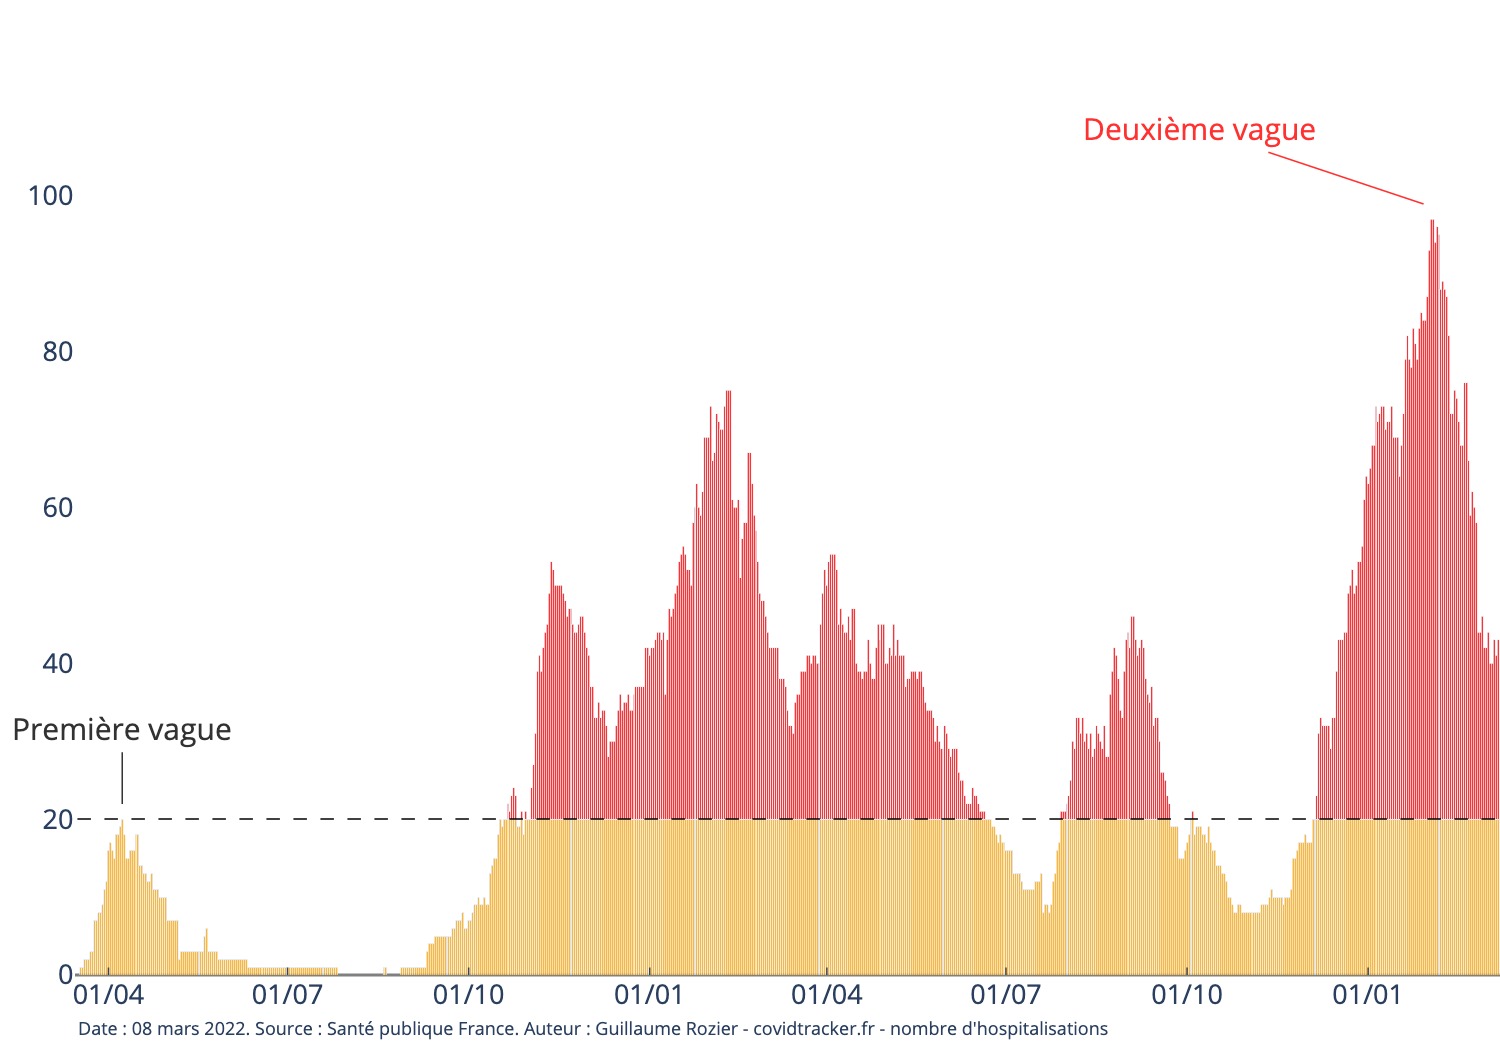 Deuxième vague
100
80
60
40
Première vague
20
0
01/04 01/07 01/10 01/01 01/04 01/07 01/10 01/01
Date : 08 mars 2022. Source : Santé publique France. Auteur : Guillaume Rozier - covidtracker.fr - nombre d'hospitalisations